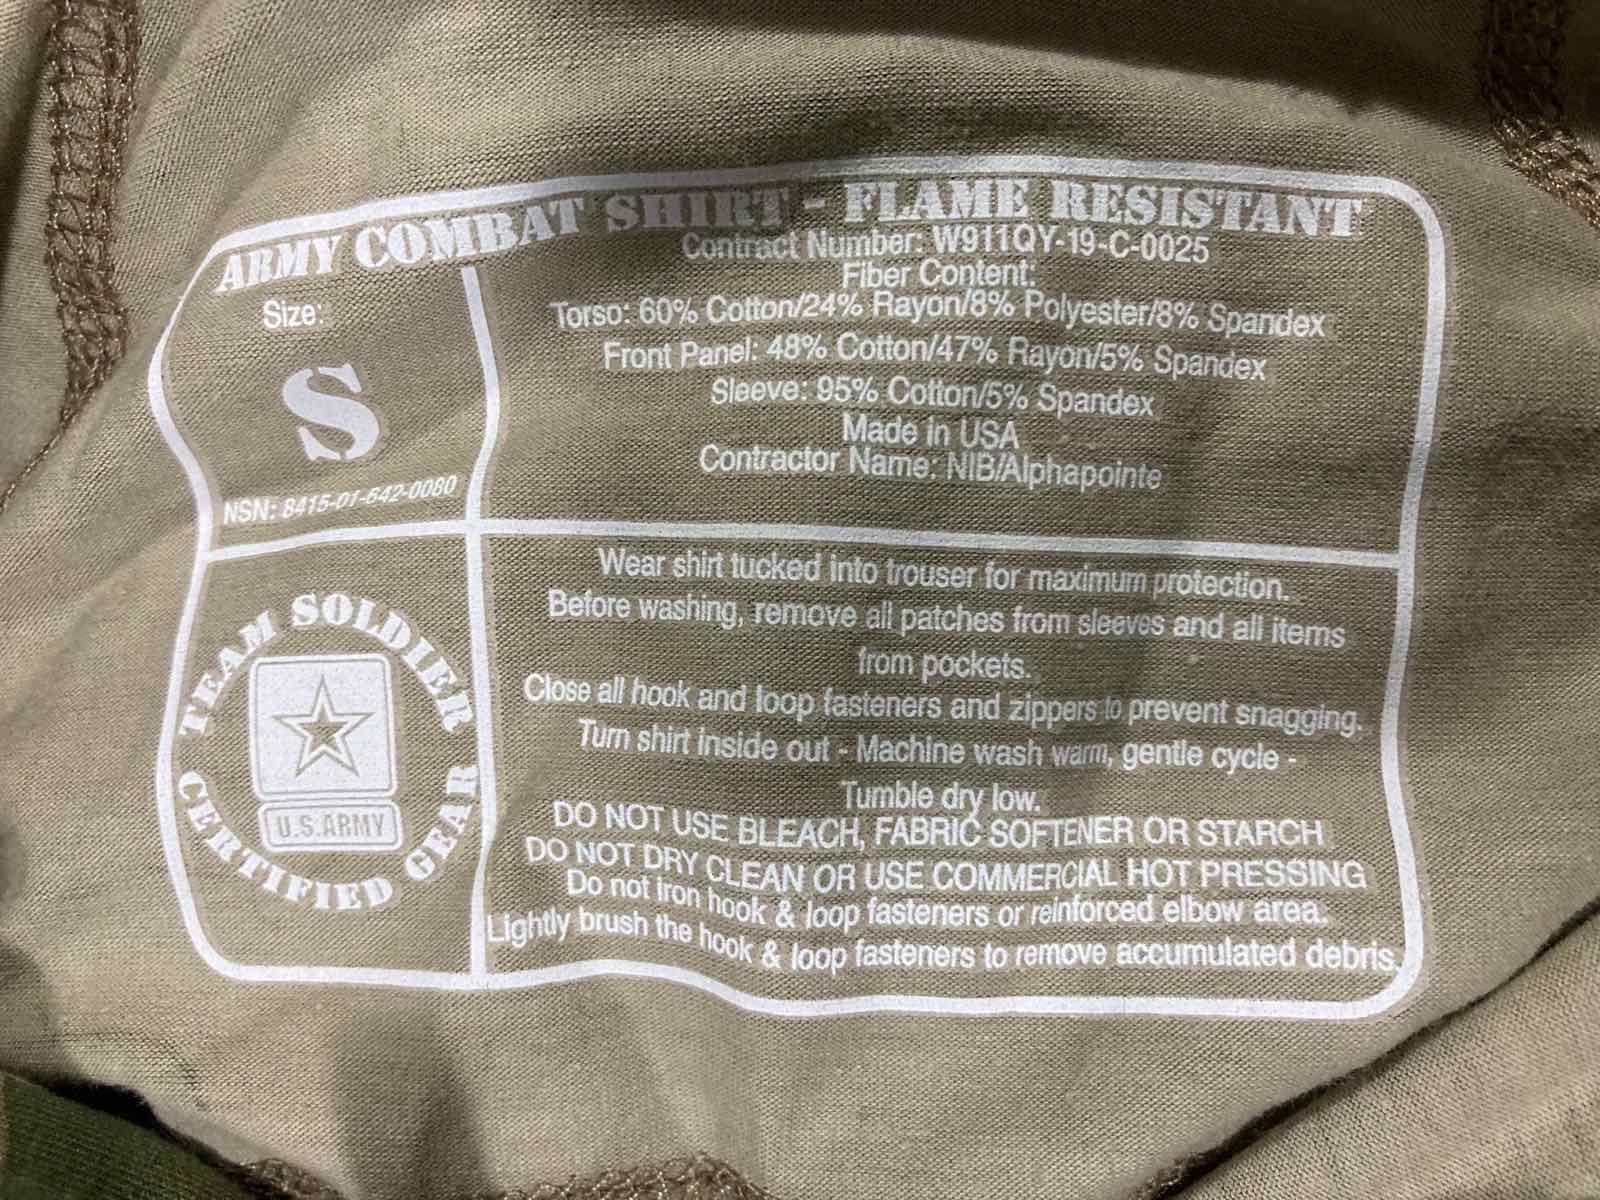 ARMY COMBAT SHIRT - FLAME RESISTANT
Size:
S
NSN: 8415-01-642-0080
Contract Number: W911QY-19-C-0025
Fiber Content:
Torso: 60% Cotton/24% Rayon/8% Polyester/8% Spandex
Front Panel: 48% Cotton/47% Rayon/5% Spandex
Sleeve: 95% Cotton/5% Spandex
Made in USA
Contractor Name: NIB/Alphapointe
TEAM SOLDIER
U.S.ARMY
CERTIFIED GEAR
Wear shirt tucked into trouser for maximum protection.
Before washing, remove all patches from sleeves and all items
from pockets.
Close all hook and loop fasteners and zippers to prevent snagging.
Turn shirt inside out - Machine wash warm, gentle cycle -
Tumble dry low.
DO NOT USE BLEACH, FABRIC SOFTENER OR STARCH
DO NOT DRY CLEAN OR USE COMMERCIAL HOT PRESSING
Do not iron hook & loop fasteners or reinforced elbow area.
Lightly brush the hook & loop fasteners to remove accumulated debris.